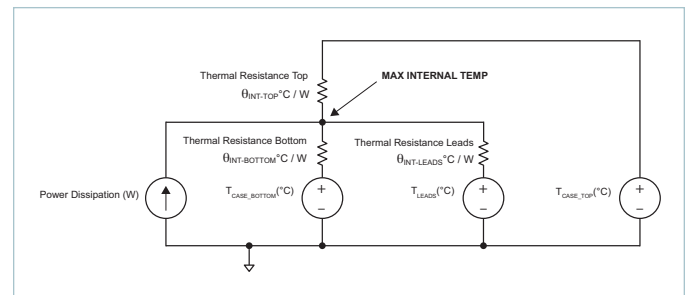 Thermal Resistance Top
θINT-TOP°C / W
MAX INTERNAL TEMP
Thermal Resistance Bottom
θINT-BOTTOM°C / W
Thermal Resistance Leads
θINT-LEADS°C / W
Power Dissipation (W)
TCASE_BOTTOM(°C)
+
–
TLEADS(°C)
+
–
TCASE_TOP(°C)
+
–